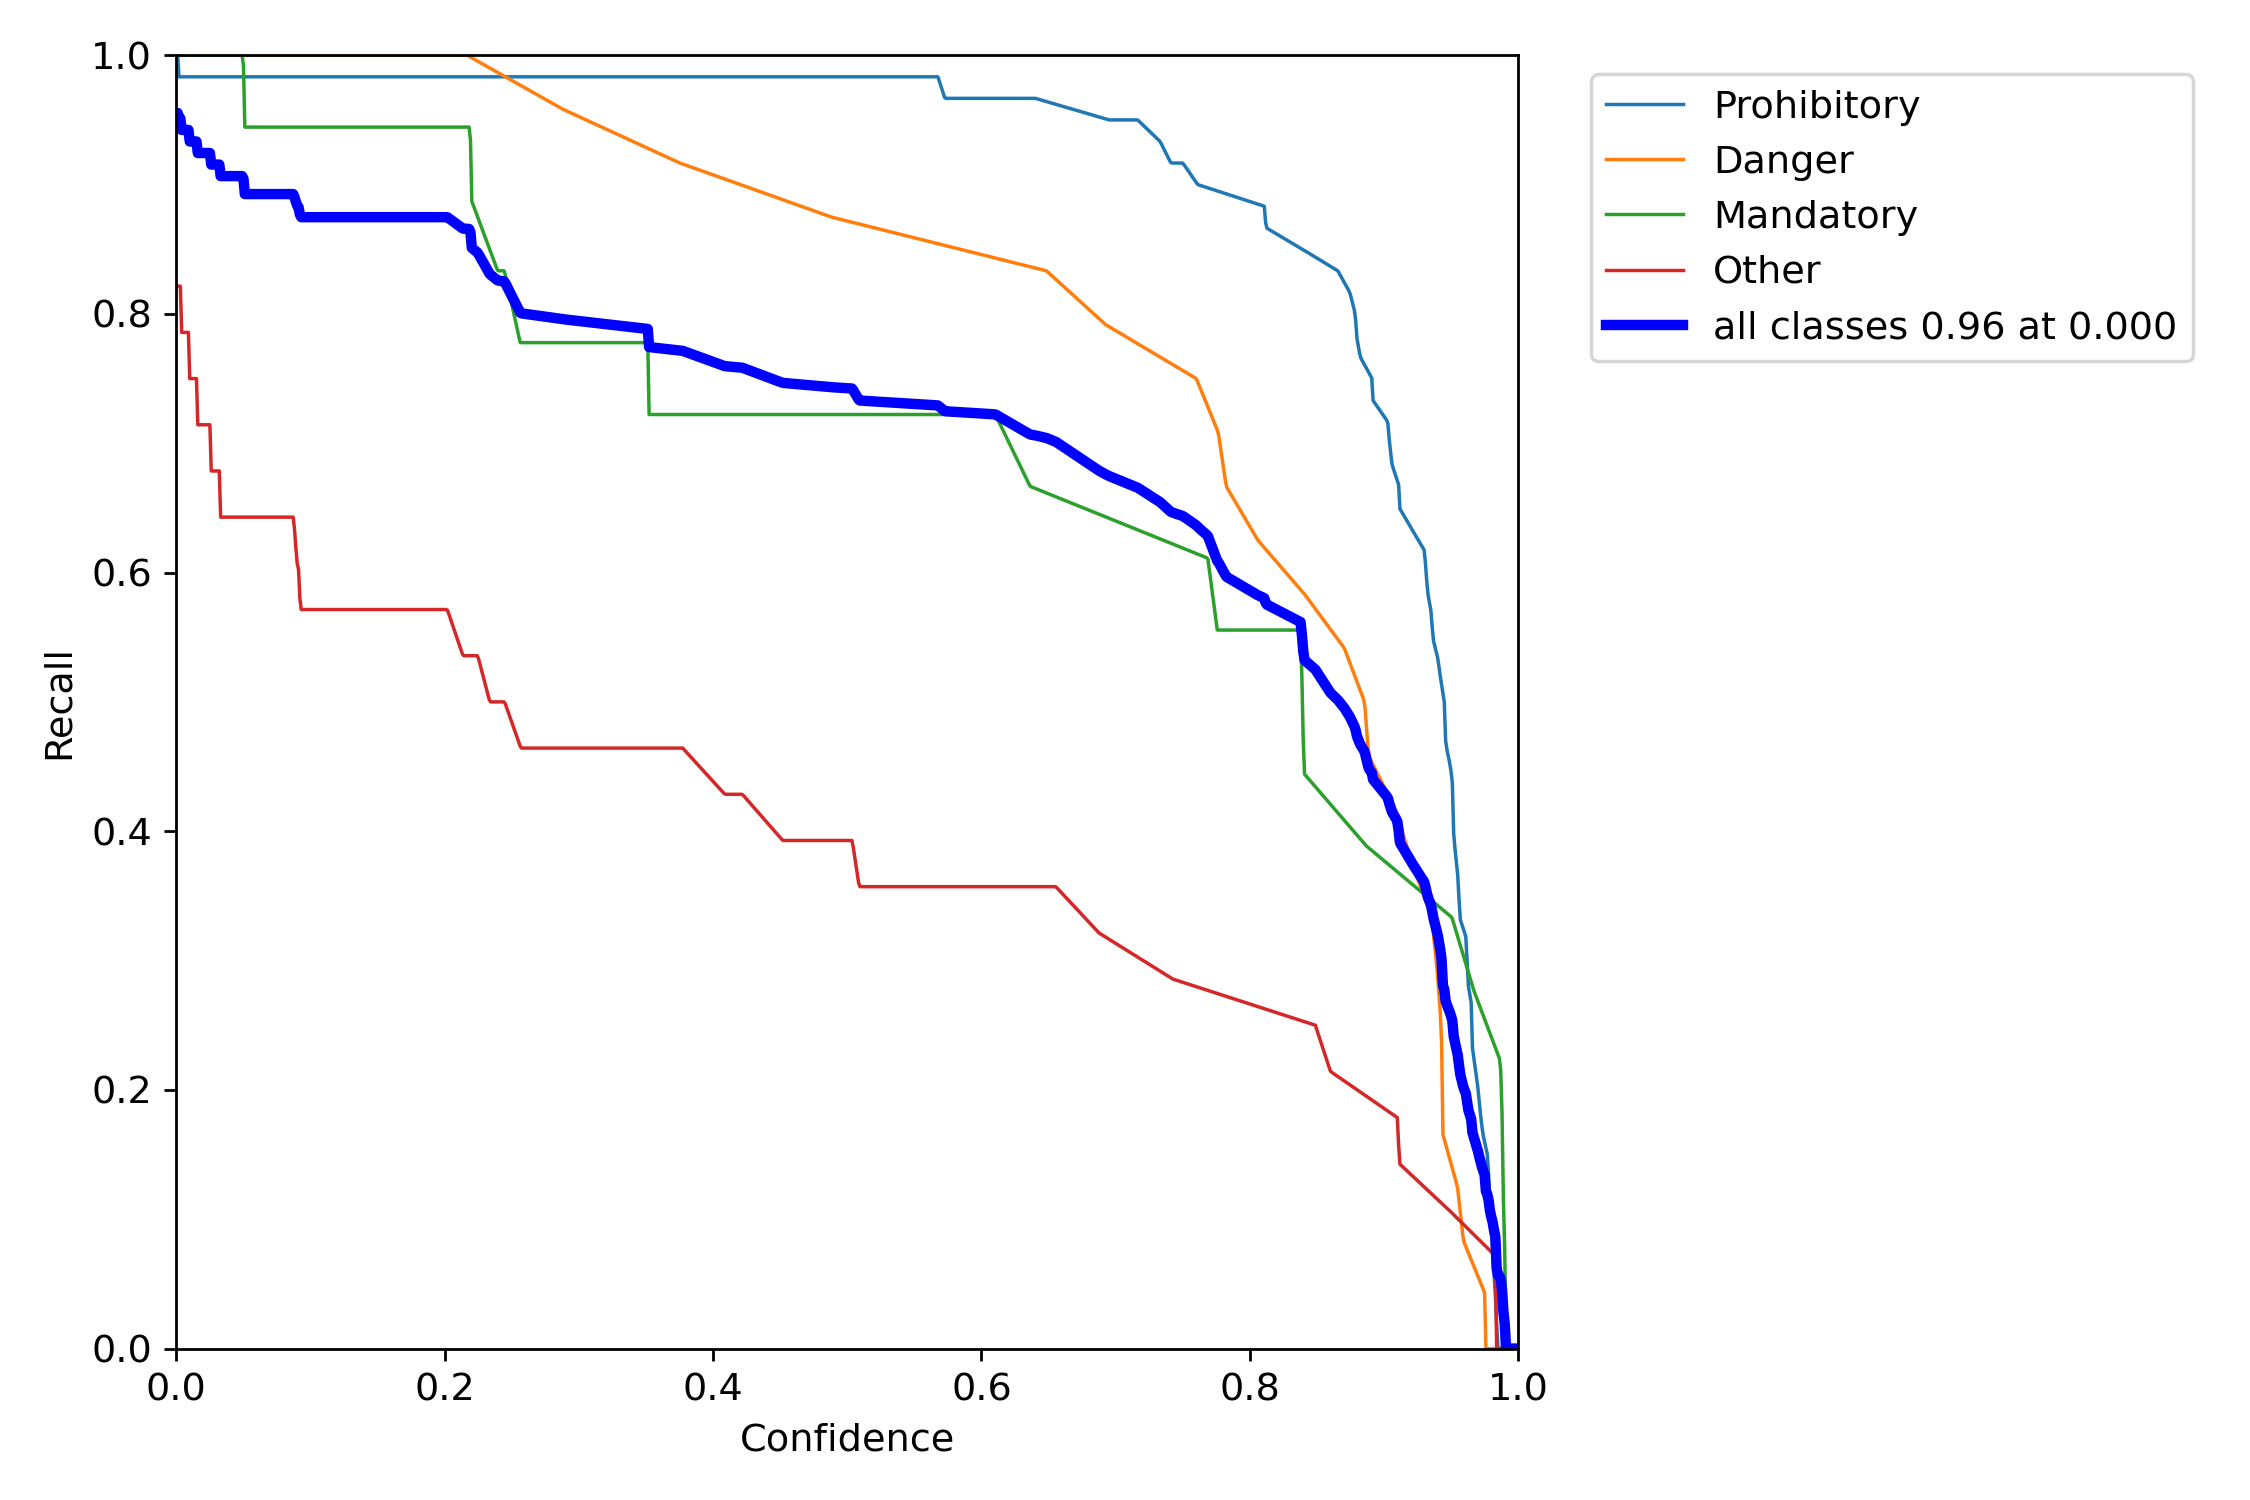 1.0
0.8
0.6
0.4
0.2
0.0
Recall
0.0 0.2 0.4 0.6 0.8 1.0
Confidence
Prohibitory
Danger
Mandatory
Other
all classes 0.96 at 0.000